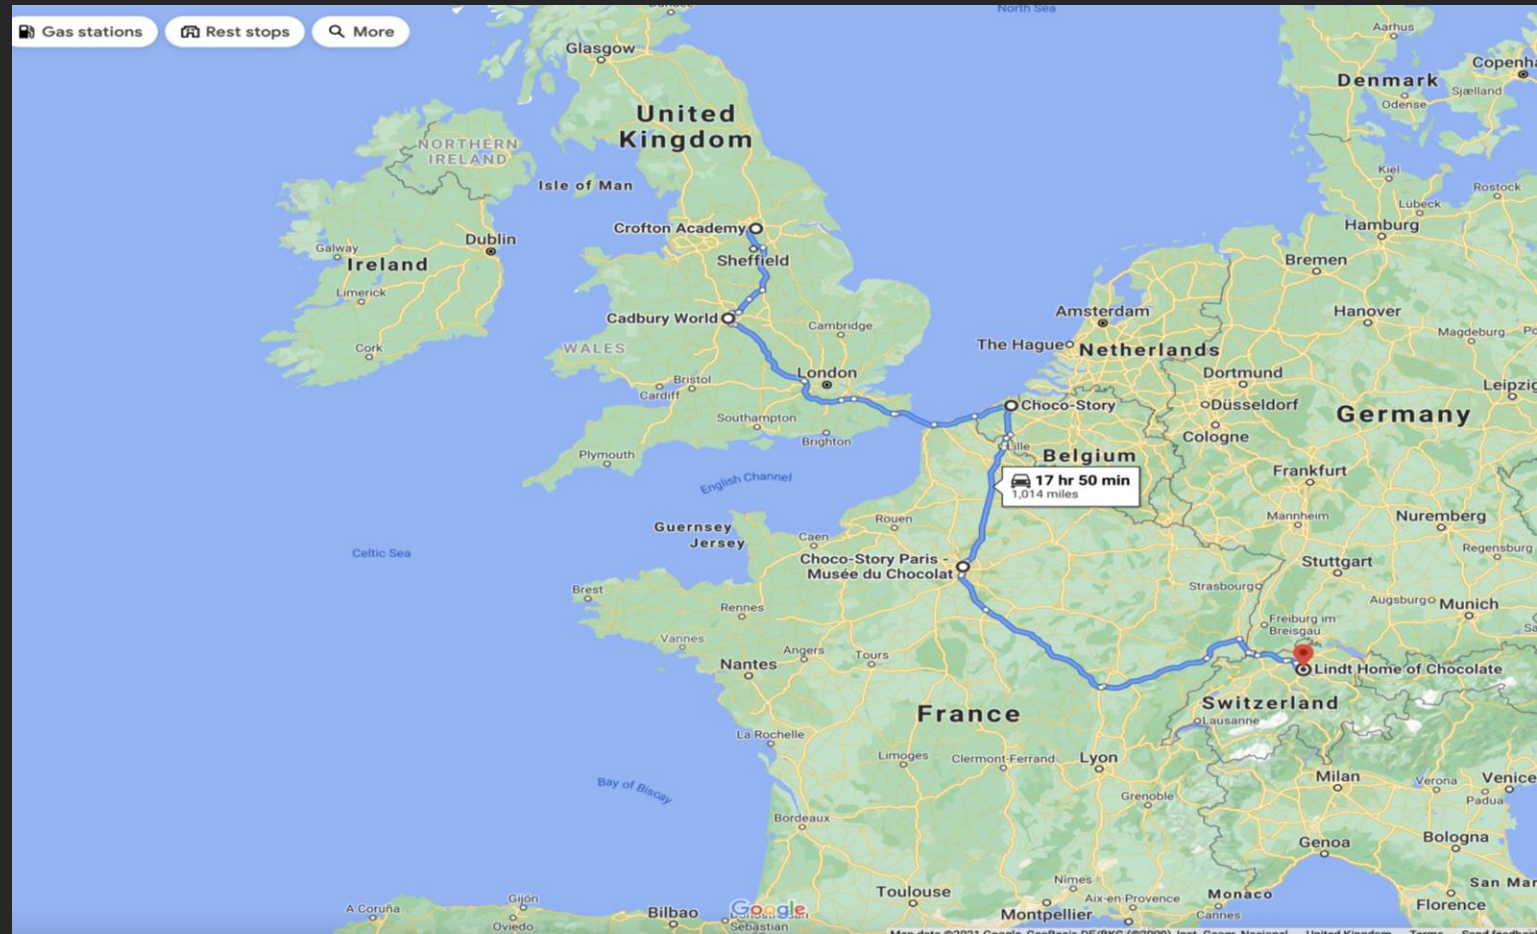 North Sea
Gas stations
Rest stops
More
Dundee
Glasgow
Aarhus
Denmark
Odense
Sjælland
United
Kingdom
NORTHERN
IRELAND
Isle of Man
Kiel
Rostock
Lübeck
Hamburg
Crofton Academy
Dublin
Galway
Ireland
Sheffield
Bremen
Limerick
Cadbury World
Cambridge
Amsterdam
Hanover
Magdeburg
Cork
WALES
The Hague
Netherlands
London
Dortmund
Bristol
Cardiff
Choco-Story
Düsseldorf
Germany
Southampton
Brighton
Cologne
Lille
Belgium
Plymouth
English Channel
Frankfurt
17 hr 50 min
1,014 miles
Guernsey
Jersey
Rouen
Caen
Mannheim
Nuremberg
Celtic Sea
Choco-Story Paris -
Musée du Chocolat
Regensburg
Stuttgart
Strasbourg
Brest
Rennes
Augsburg
Munich
Freiburg im
Breisgau
Vannes
Angers
Tours
Nantes
Lindt Home of Chocolate
Switzerland
Lausanne
France
La Rochelle
Limoges
Clermont-Ferrand
Lyon
Bay of Biscay
Milan
Verona
Venice
Padua
Grenoble
Bordeaux
Genoa
Bologna
Nîmes
Toulouse
Aix-en-Provence
Monaco
Montpellier
Cannes
Florence
A Coruña
Gijón
Oviedo
Bilbao
Google
Sebastian